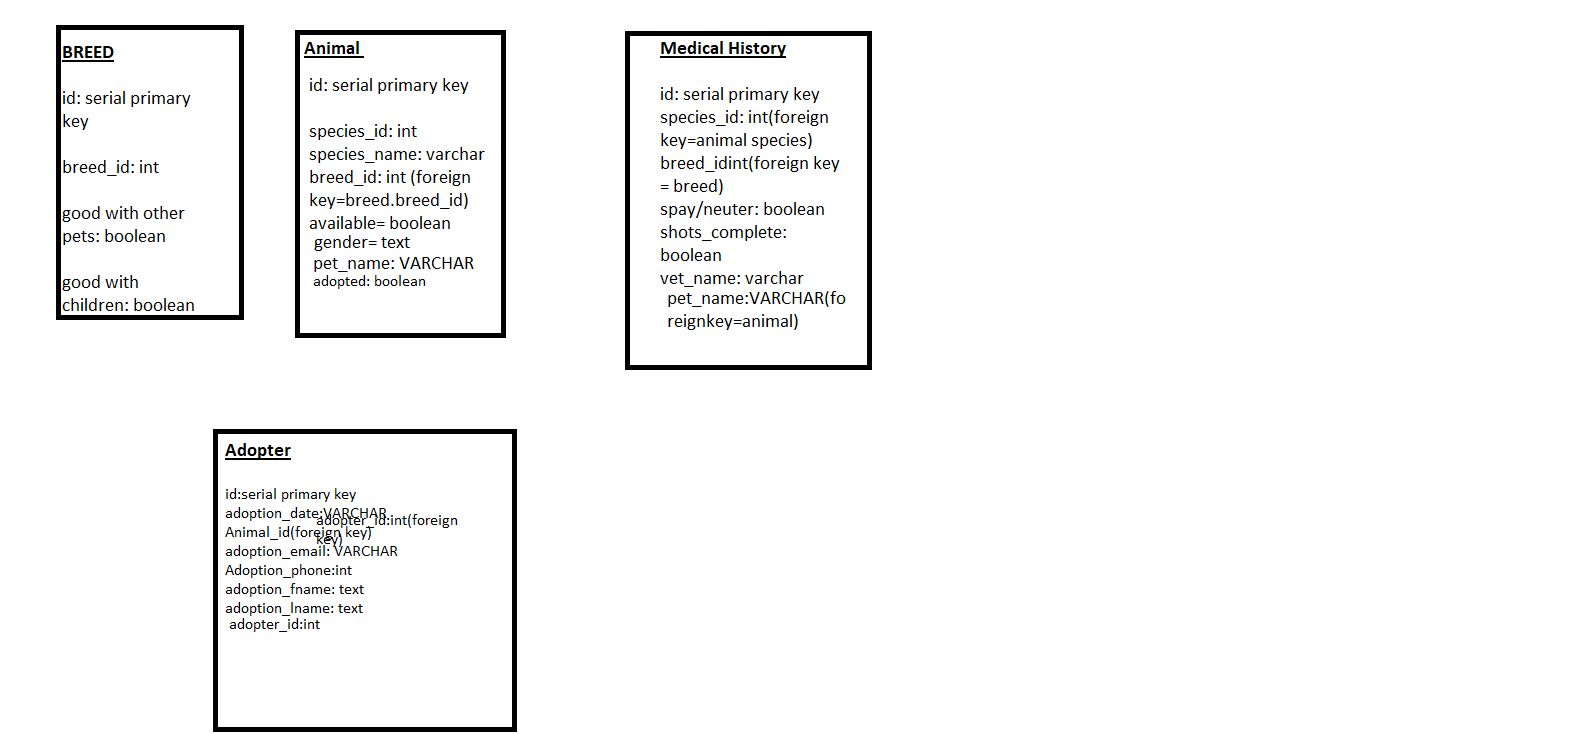 BREED
id: serial primary
key
breed_id: int
good with other
pets: boolean
good with
children: boolean
Animal
id: serial primary key
species_id: int
species_name: varchar
breed_id: int (foreign
key=breed.breed_id)
available= boolean
gender= text
pet_name: VARCHAR
adopted: boolean
Medical History
id: serial primary key
species_id: int(foreign
key=animal species)
breed_idint(foreign key
= breed)
spay/neuter: boolean
shots_complete:
boolean
vet_name: varchar
pet_name:VARCHAR(fo
reignkey=animal)
Adopter
id:serial primary key
adoption_date:VARCHAR
adopter_id:int(foreign
key)
Animal_id(foreign key)
adoption_email: VARCHAR
Adoption_phone:int
adoption_fname: text
adoption_lname: text
adopter_id:int